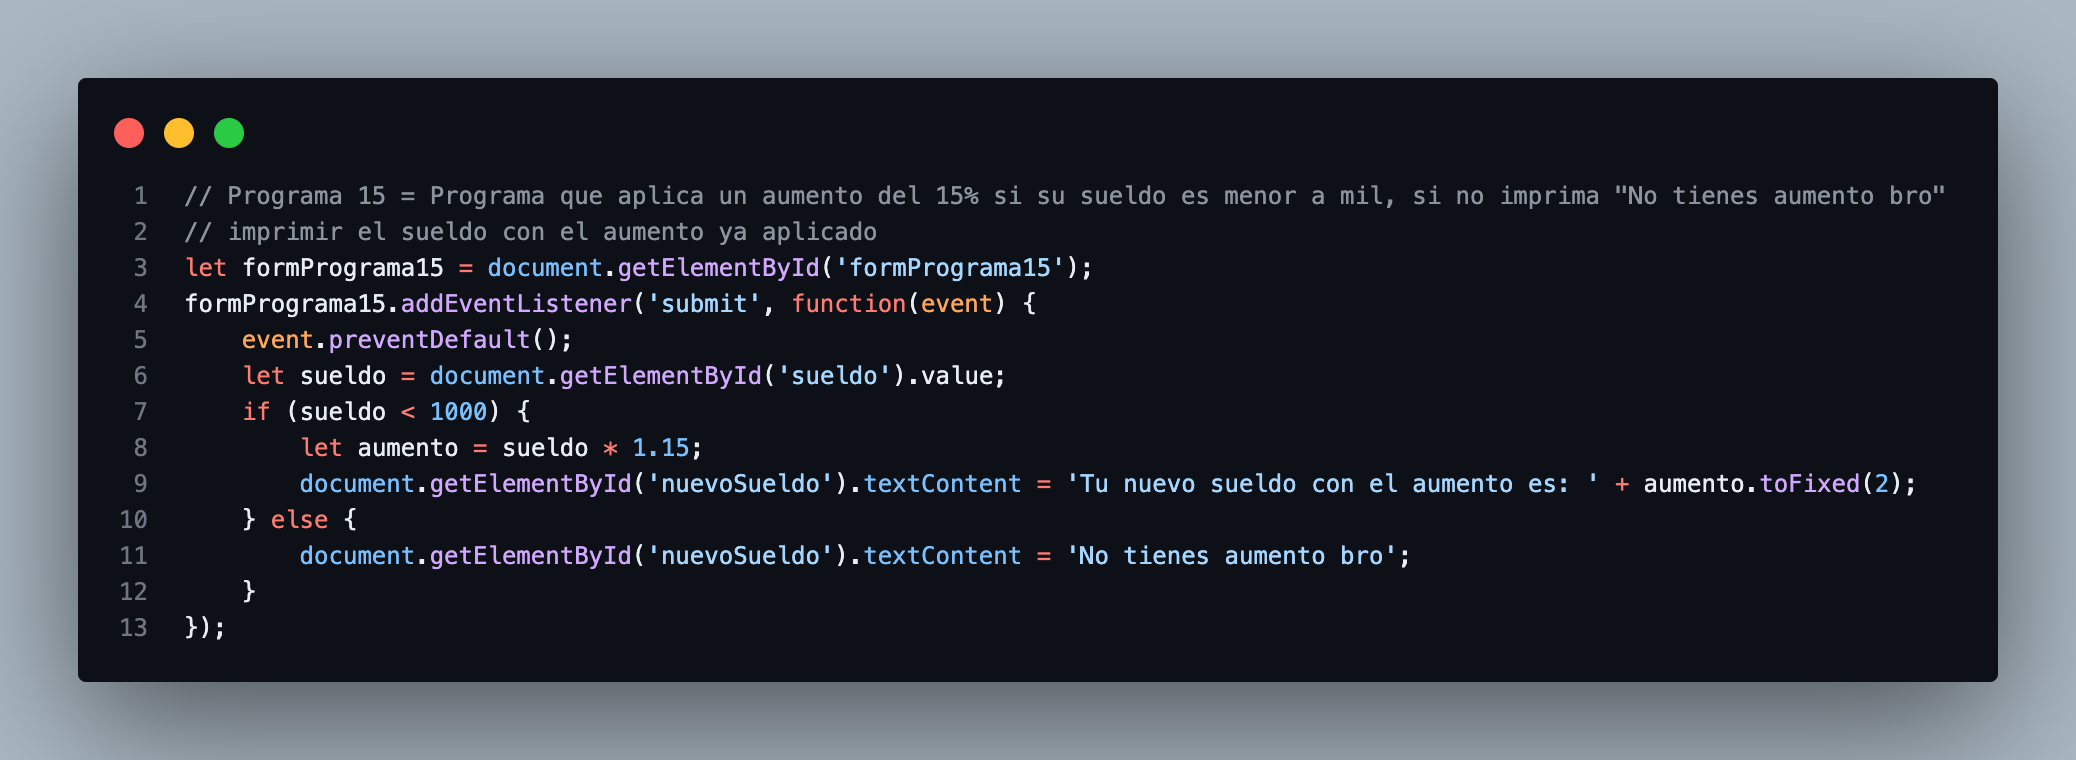 1 // Programa 15 = Programa que aplica un aumento del 15% si su sueldo es menor a mil, si no imprima "No tienes aumento bro"
2 // imprimir el sueldo con el aumento ya aplicado
3 let formPrograma15 = document.getElementById('formPrograma15');
4 formPrograma15.addEventListener('submit', function(event) {
5     event.preventDefault();
6     let sueldo = document.getElementById('sueldo').value;
7     if (sueldo < 1000) {
8         let aumento = sueldo * 1.15;
9         document.getElementById('nuevoSueldo').textContent = 'Tu nuevo sueldo con el aumento es: ' + aumento.toFixed(2);
10     } else {
11         document.getElementById('nuevoSueldo').textContent = 'No tienes aumento bro';
12     }
13 });